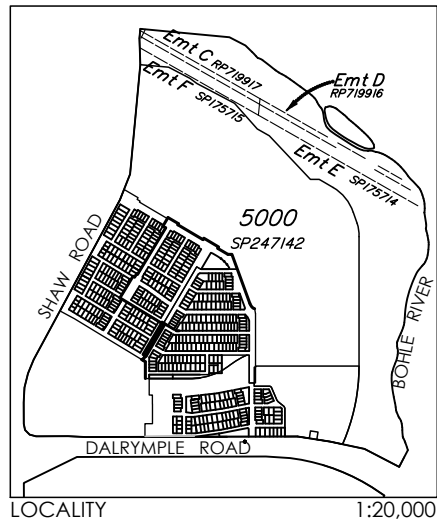 Emt C RP719917
Emt D
RP719916
Emt F SP175715
Emt E SP175714
5000
SP247142
SHAW ROAD
BOHLE RIVER
DALRYMPLE ROAD
LOCALITY 1:20,000